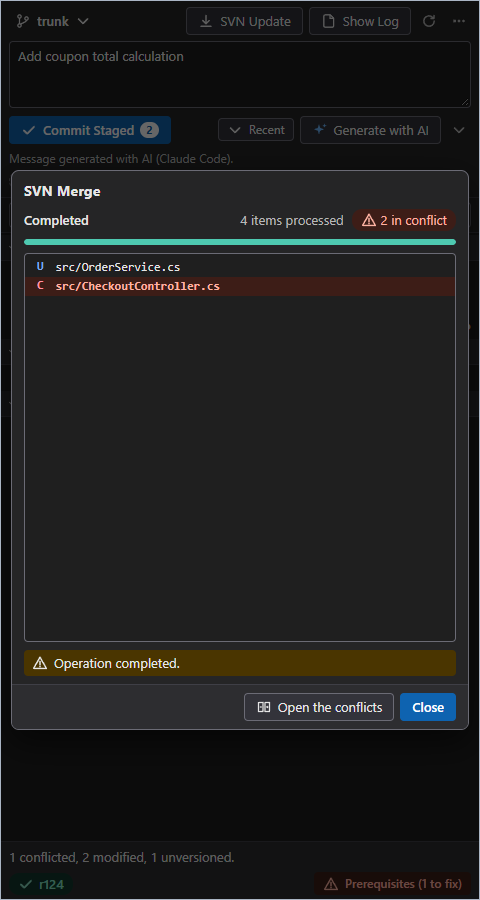 trunk SVN Update Show Log
Add coupon total calculation
Commit Staged 2 Recent Generate with AI
Message generated with AI (Claude Code).
SVN Merge
Completed 4 items processed 2 in conflict
U src/OrderService.cs
C src/CheckoutController.cs
Operation completed.
Open the conflicts Close
1 conflicted, 2 modified, 1 unversioned.
r124 Prerequisites (1 to fix)